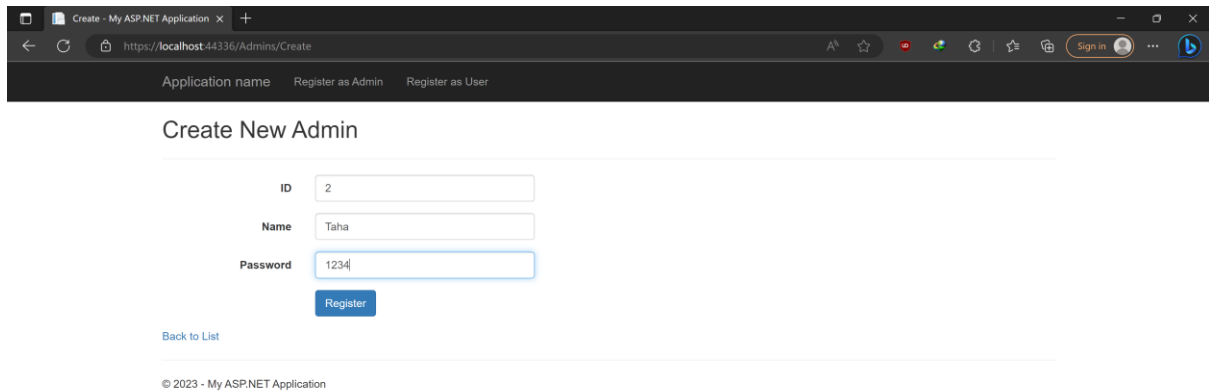 Create - My ASP.NET Application
https://localhost:44336/Admins/Create
Sign in
Application name Register as Admin Register as User
Create New Admin
ID 2
Name Taha
Password 1234
Register
Back to List
© 2023 - My ASP.NET Application